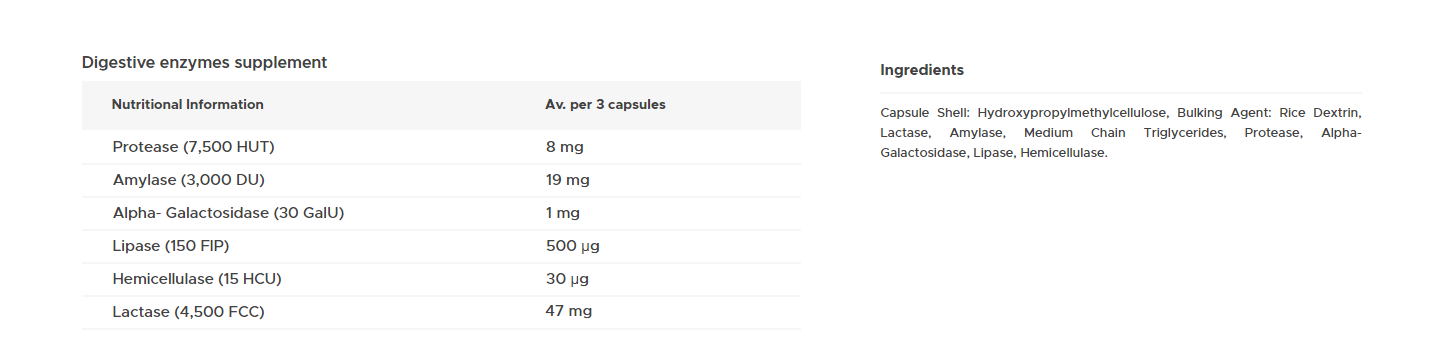 Digestive enzymes supplement
Nutritional Information Av. per 3 capsules
Protease (7,500 HUT) 8 mg
Amylase (3,000 DU) 19 mg
Alpha- Galactosidase (30 GalU) 1 mg
Lipase (150 FIP) 500 µg
Hemicellulase (15 HCU) 30 µg
Lactase (4,500 FCC) 47 mg
Ingredients
Capsule Shell: Hydroxypropylmethylcellulose, Bulking Agent: Rice Dextrin,
Lactase, Amylase, Medium Chain Triglycerides, Protease, Alpha-
Galactosidase, Lipase, Hemicellulase.